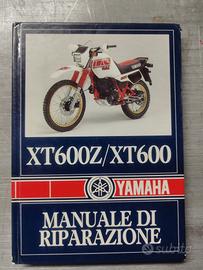 XT600Z/XT600
YAMAHA
MANUALE DI
RIPARAZIONE
subito